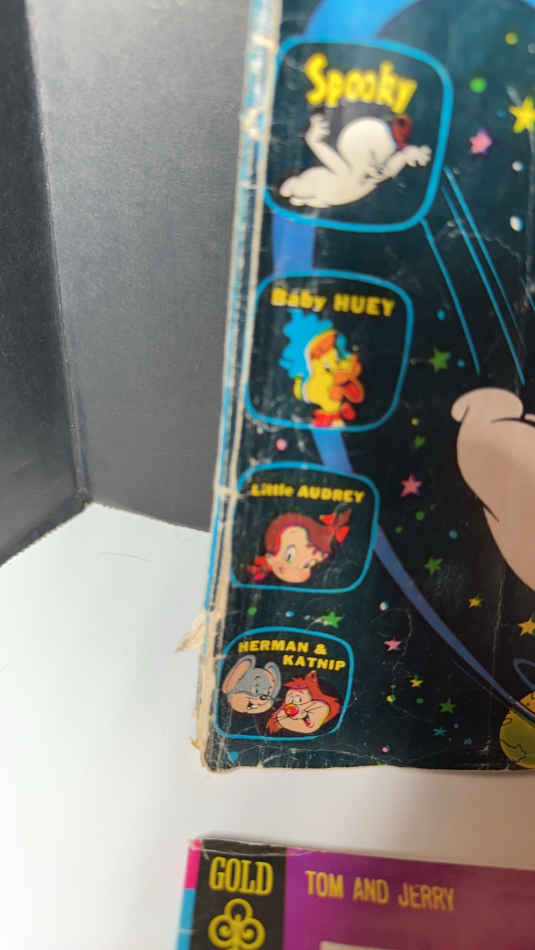 Spooky
Baby HUEY
Little AUDREY
HERMAN &
KATNIP
GOLD
TOM AND JERRY